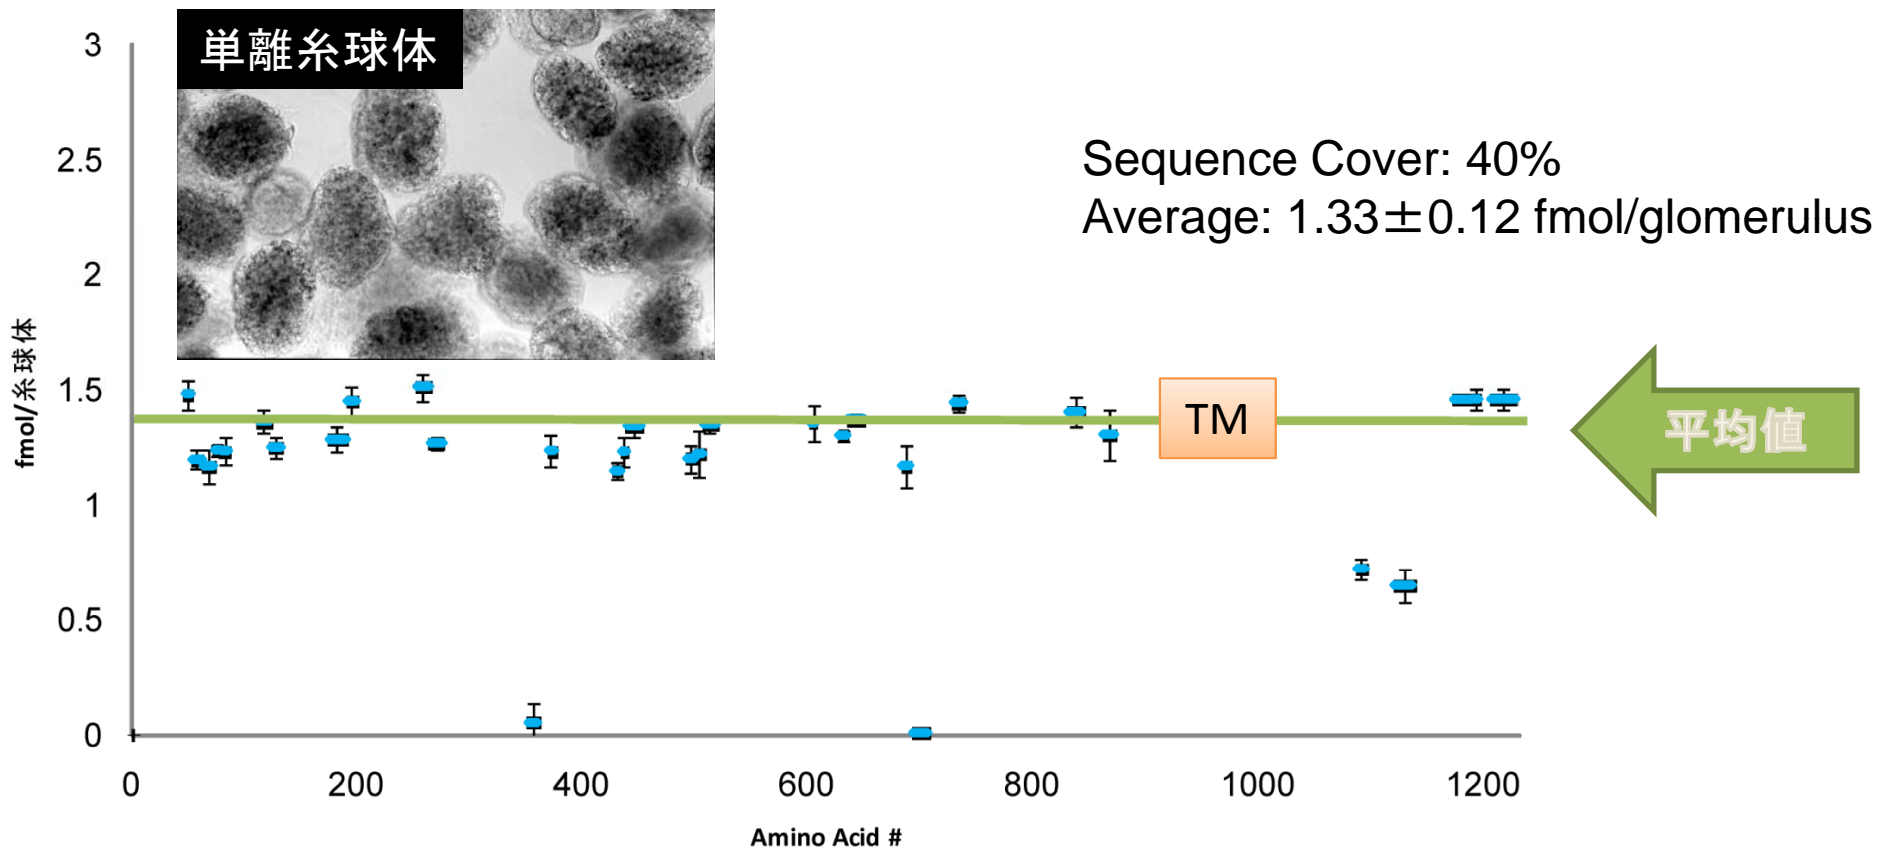 単離糸球体
3
2.5
2
1.5
1
0.5
0
fmol/糸球体
Sequence Cover: 40%
Average: 1.33±0.12 fmol/glomerulus
TM
平均値
0 200 400 600 800 1000 1200
Amino Acid #